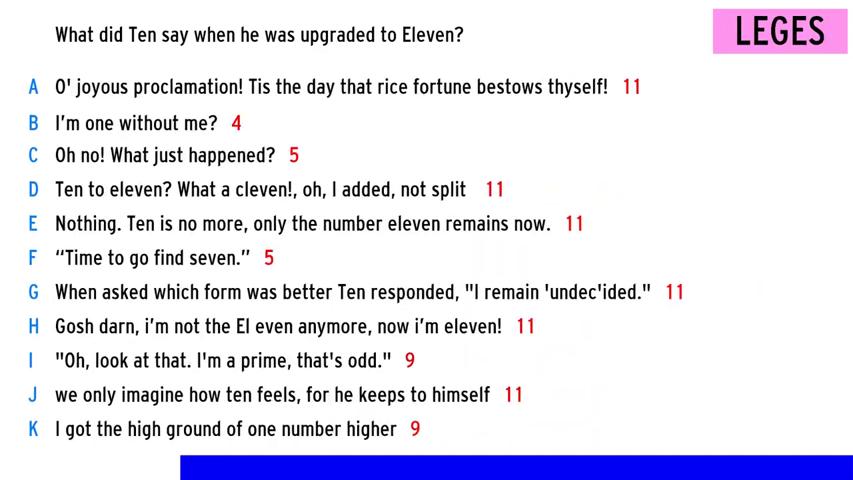 What did Ten say when he was upgraded to Eleven?
LEGES
A O' joyous proclamation! Tis the day that rice fortune bestows thyself! 11
B I'm one without me? 4
C Oh no! What just happened? 5
D Ten to eleven? What a cleven!, oh, I added, not split 11
E Nothing. Ten is no more, only the number eleven remains now. 11
F “Time to go find seven.” 5
G When asked which form was better Ten responded, "I remain 'undec'ided." 11
H Gosh darn, i'm not the El even anymore, now i'm eleven! 11
I "Oh, look at that. I'm a prime, that's odd." 9
J we only imagine how ten feels, for he keeps to himself 11
K I got the high ground of one number higher 9